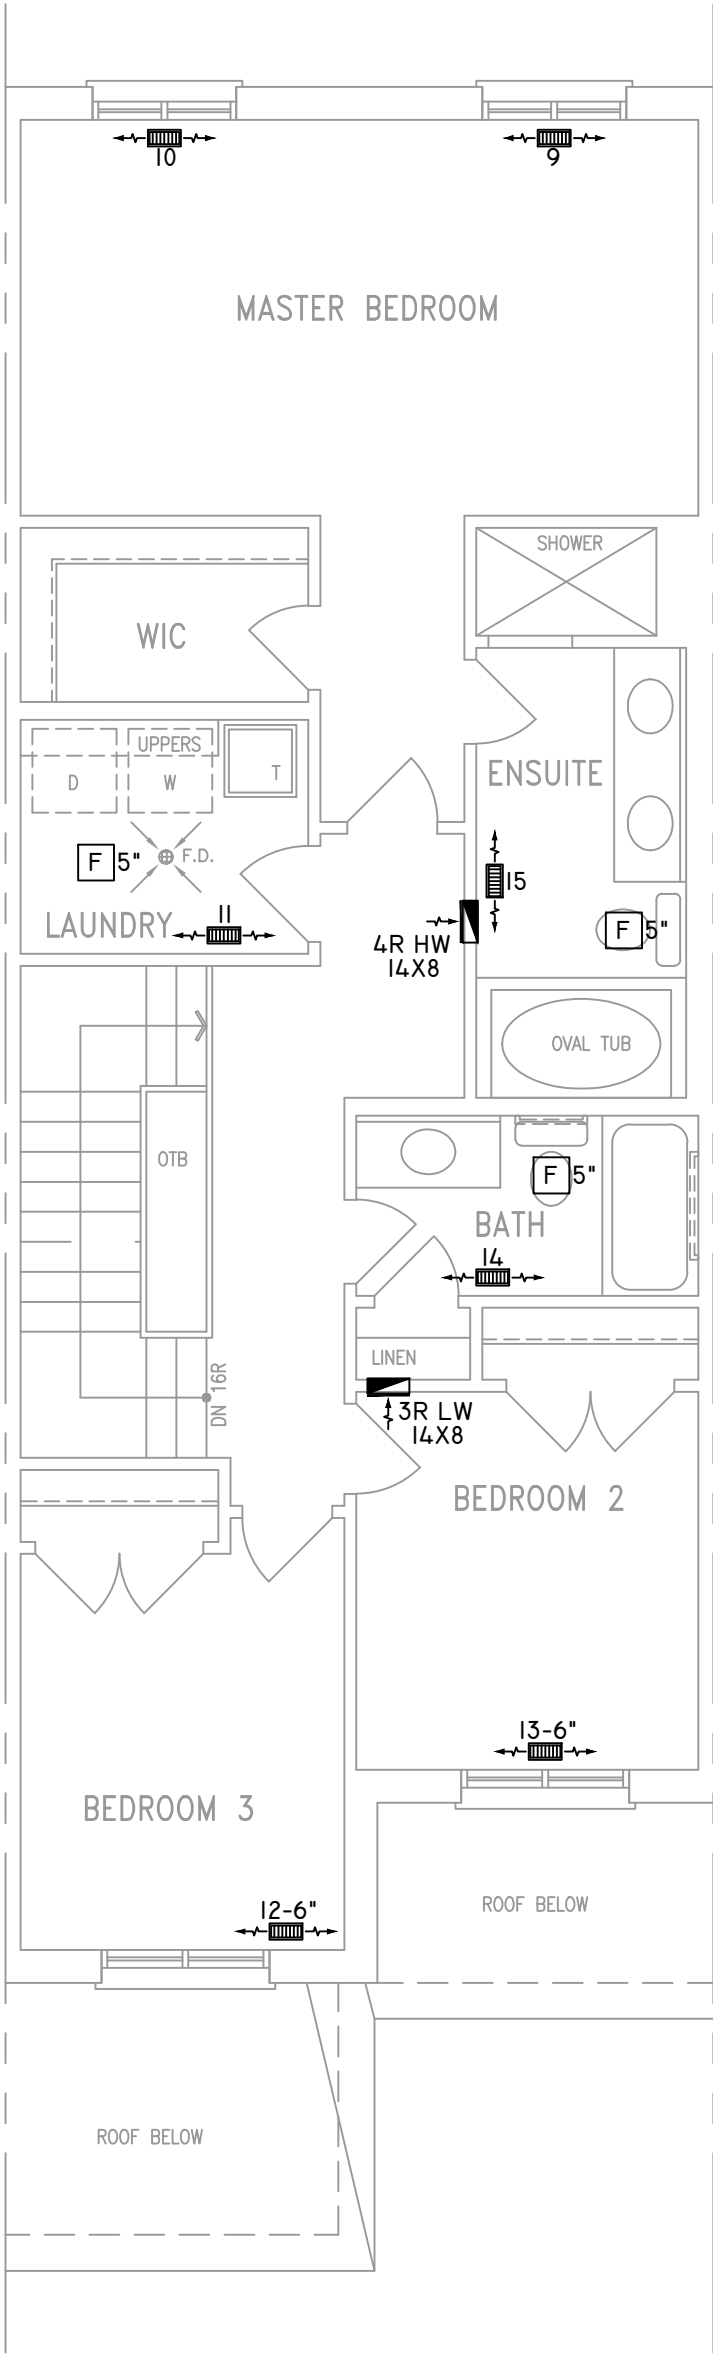 10
9
MASTER BEDROOM
SHOWER
WIC
UPPERS
D
W
T
ENSUITE
F 5"
F.D.
15
LAUNDRY
11
F 5"
4R HW
14X8
OVAL TUB
OTB
F 5"
BATH
14
LINEN
DN 16R
3R LW
14X8
BEDROOM 2
13-6"
BEDROOM 3
12-6"
ROOF BELOW
ROOF BELOW